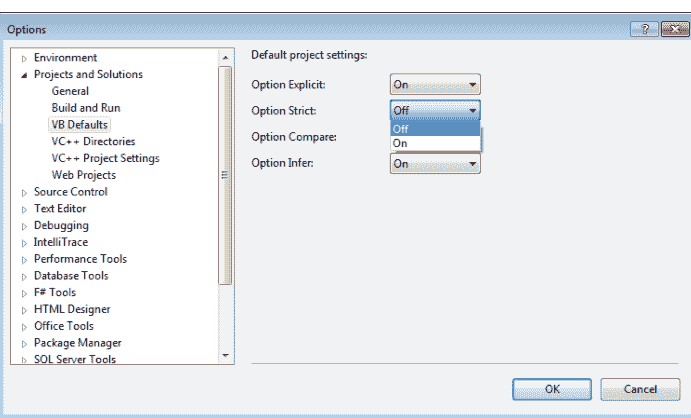 Options
Environment
Projects and Solutions
General
Build and Run
VB Defaults
VC++ Directories
VC++ Project Settings
Web Projects
Source Control
Text Editor
Debugging
IntelliTrace
Performance Tools
Database Tools
F# Tools
HTML Designer
Office Tools
Package Manager
SQL Server Tools
Default project settings:
Option Explicit: On
Option Strict: Off
Off
Option Compare: On
Option Infer: On
OK Cancel